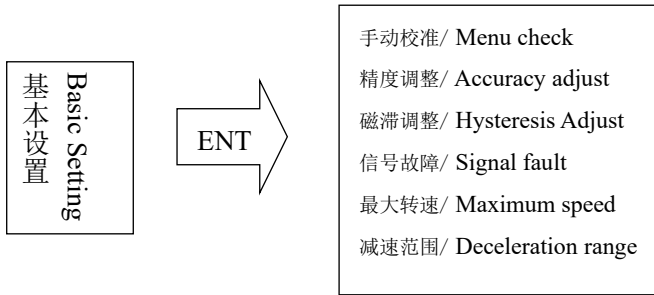 Basic Setting
基本设置
ENT
手动校准/ Menu check
精度调整/ Accuracy adjust
磁滞调整/ Hysteresis Adjust
信号故障/ Signal fault
最大转速/ Maximum speed
减速范围/ Deceleration range